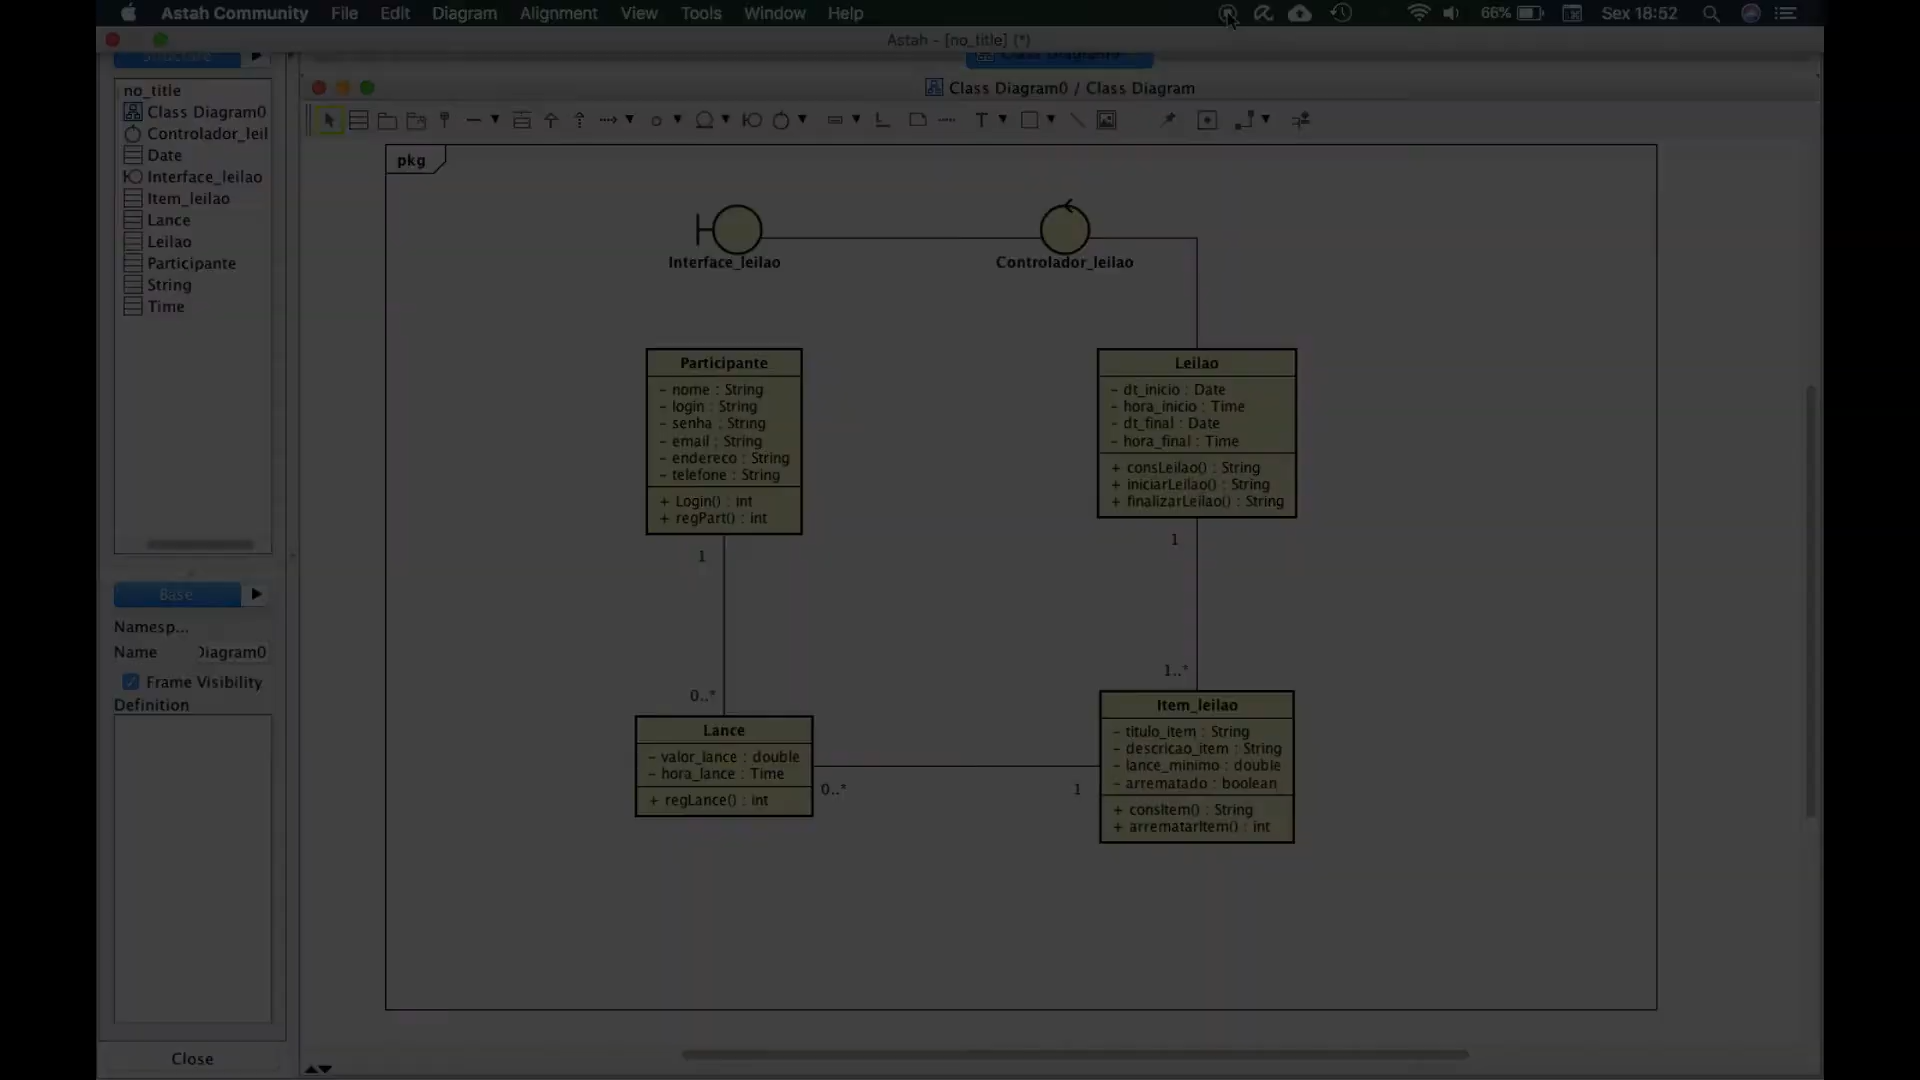 Astah Community File Edit Diagram Alignment View Tools Window Help 66% Sex 18:52
Astah - [no_title] (*)
Structure
Class Diagram0
Class Diagram0 / Class Diagram
no_title
Class Diagram0
Controlador_leil
Date
Interface_leilao
Item_leilao
Lance
Leilao
Participante
String
Time
Base
Namesp...
Name Diagram0
Frame Visibility
Definition
Close
pkg
Interface_leilao
Controlador_leilao
Participante
- nome : String
- login : String
- senha : String
- email : String
- endereco : String
- telefone : String
+ Login() : int
+ regPart() : int
Leilao
- dt_inicio : Date
- hora_inicio : Time
- dt_final : Date
- hora_final : Time
+ consLeilao() : String
+ iniciarLeilao() : String
+ finalizarLeilao() : String
1
1
0..*
1..*
Lance
- valor_lance : double
- hora_lance : Time
+ regLance() : int
0..*
1
Item_leilao
- titulo_item : String
- descricao_item : String
- lance_minimo : double
- arrematado : boolean
+ consItem() : String
+ arrematarItem() : int